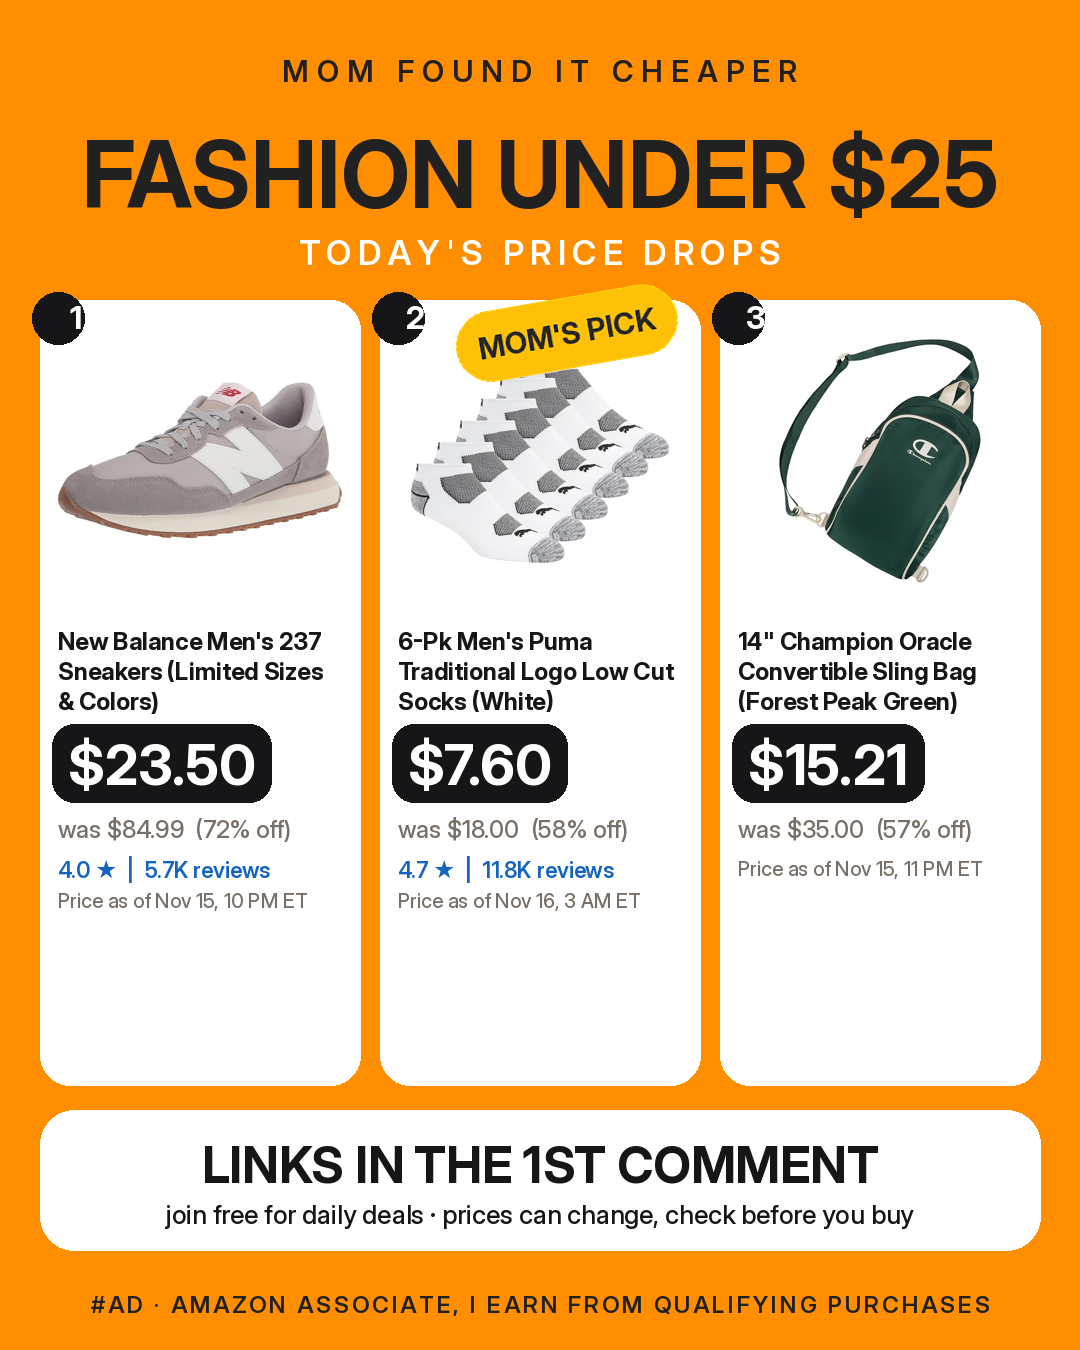 MOM FOUND IT CHEAPER
FASHION UNDER $25
TODAY'S PRICE DROPS
1
New Balance Men's 237
Sneakers (Limited Sizes
& Colors)
$23.50
was $84.99 (72% off)
4.0 ★ | 5.7K reviews
Price as of Nov 15, 10 PM ET
2
MOM'S PICK
6-Pk Men's Puma
Traditional Logo Low Cut
Socks (White)
$7.60
was $18.00 (58% off)
4.7 ★ | 11.8K reviews
Price as of Nov 16, 3 AM ET
3
Champion
14" Champion Oracle
Convertible Sling Bag
(Forest Peak Green)
$15.21
was $35.00 (57% off)
Price as of Nov 15, 11 PM ET
LINKS IN THE 1ST COMMENT
join free for daily deals · prices can change, check before you buy
#AD · AMAZON ASSOCIATE, I EARN FROM QUALIFYING PURCHASES